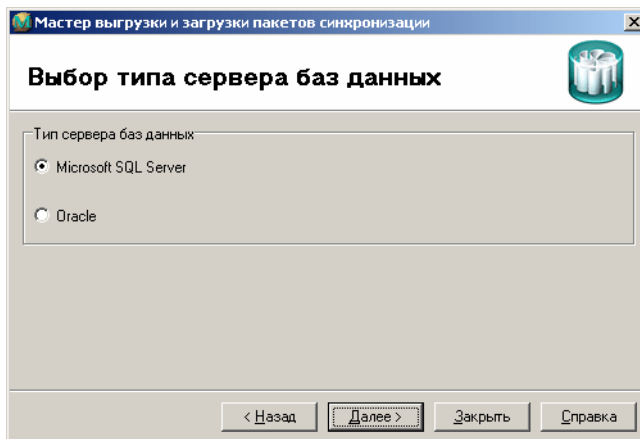 Мастер выгрузки и загрузки пакетов синхронизации
Выбор типа сервера баз данных
Тип сервера баз данных
Microsoft SQL Server
Oracle
< Назад Далее > Закрыть Справка